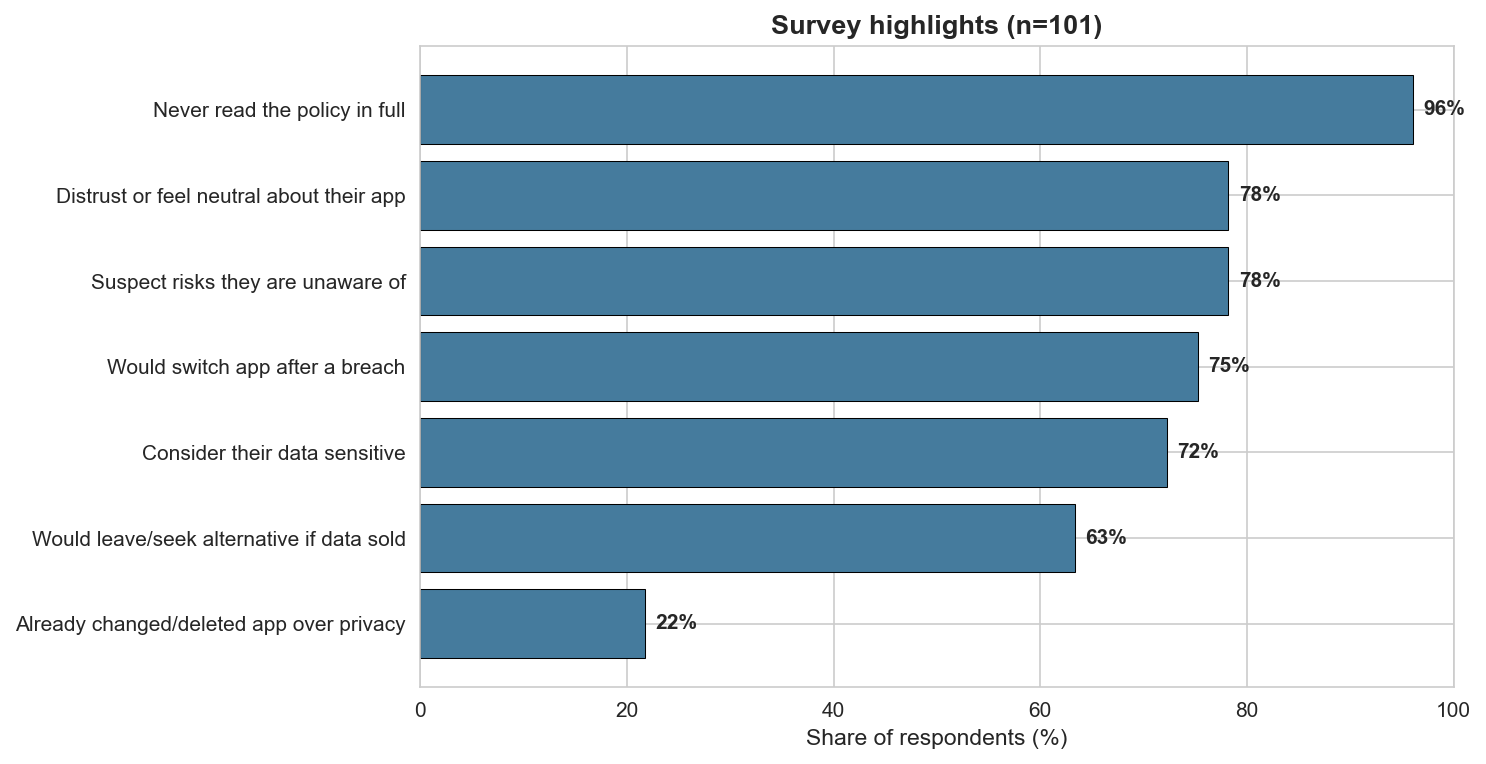 Survey highlights (n=101)
Never read the policy in full 96%
Distrust or feel neutral about their app 78%
Suspect risks they are unaware of 78%
Would switch app after a breach 75%
Consider their data sensitive 72%
Would leave/seek alternative if data sold 63%
Already changed/deleted app over privacy 22%
0 20 40 60 80 100
Share of respondents (%)